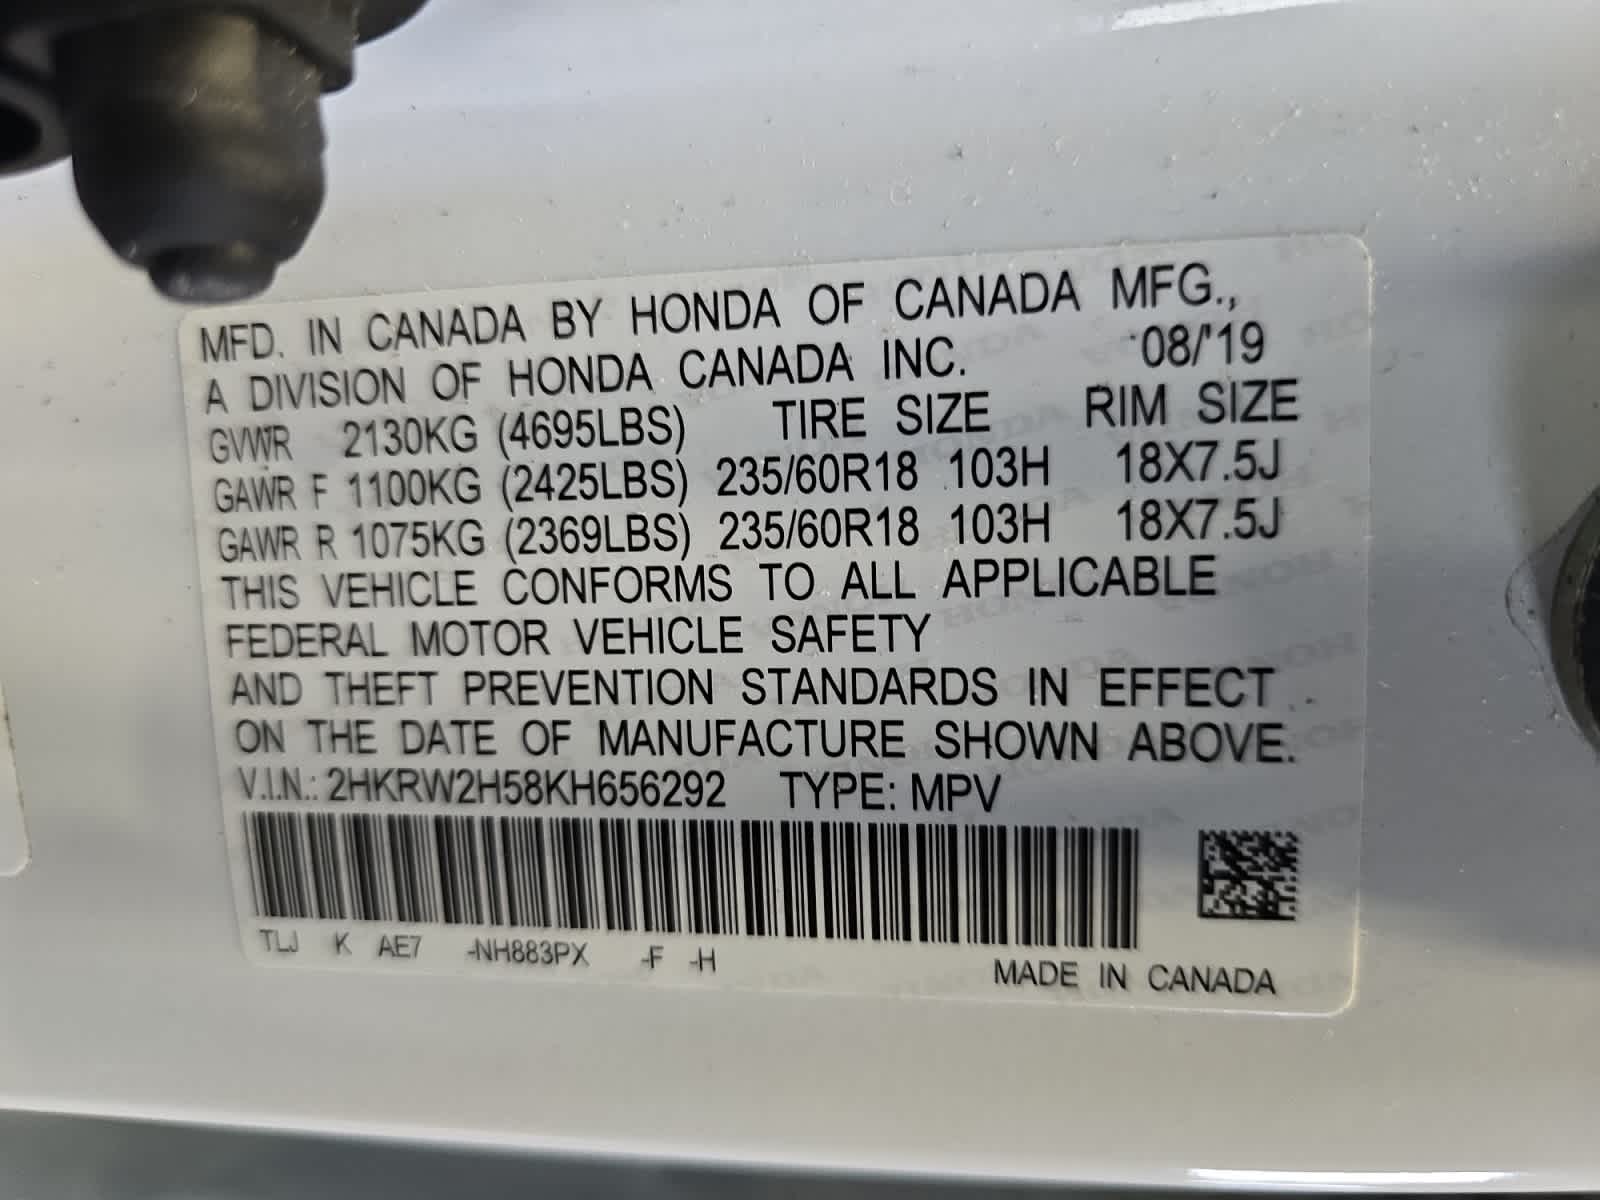 MFD. IN CANADA BY HONDA OF CANADA MFG.,
A DIVISION OF HONDA CANADA INC. 08/'19
GVWR 2130KG (4695LBS) TIRE SIZE RIM SIZE
GAWR F 1100KG (2425LBS) 235/60R18 103H 18X7.5J
GAWR R 1075KG (2369LBS) 235/60R18 103H 18X7.5J
THIS VEHICLE CONFORMS TO ALL APPLICABLE
FEDERAL MOTOR VEHICLE SAFETY
AND THEFT PREVENTION STANDARDS IN EFFECT
ON THE DATE OF MANUFACTURE SHOWN ABOVE.
V.I.N.: 2HKRW2H58KH656292 TYPE: MPV
TLJ K AE7 -NH883PX -F -H
MADE IN CANADA